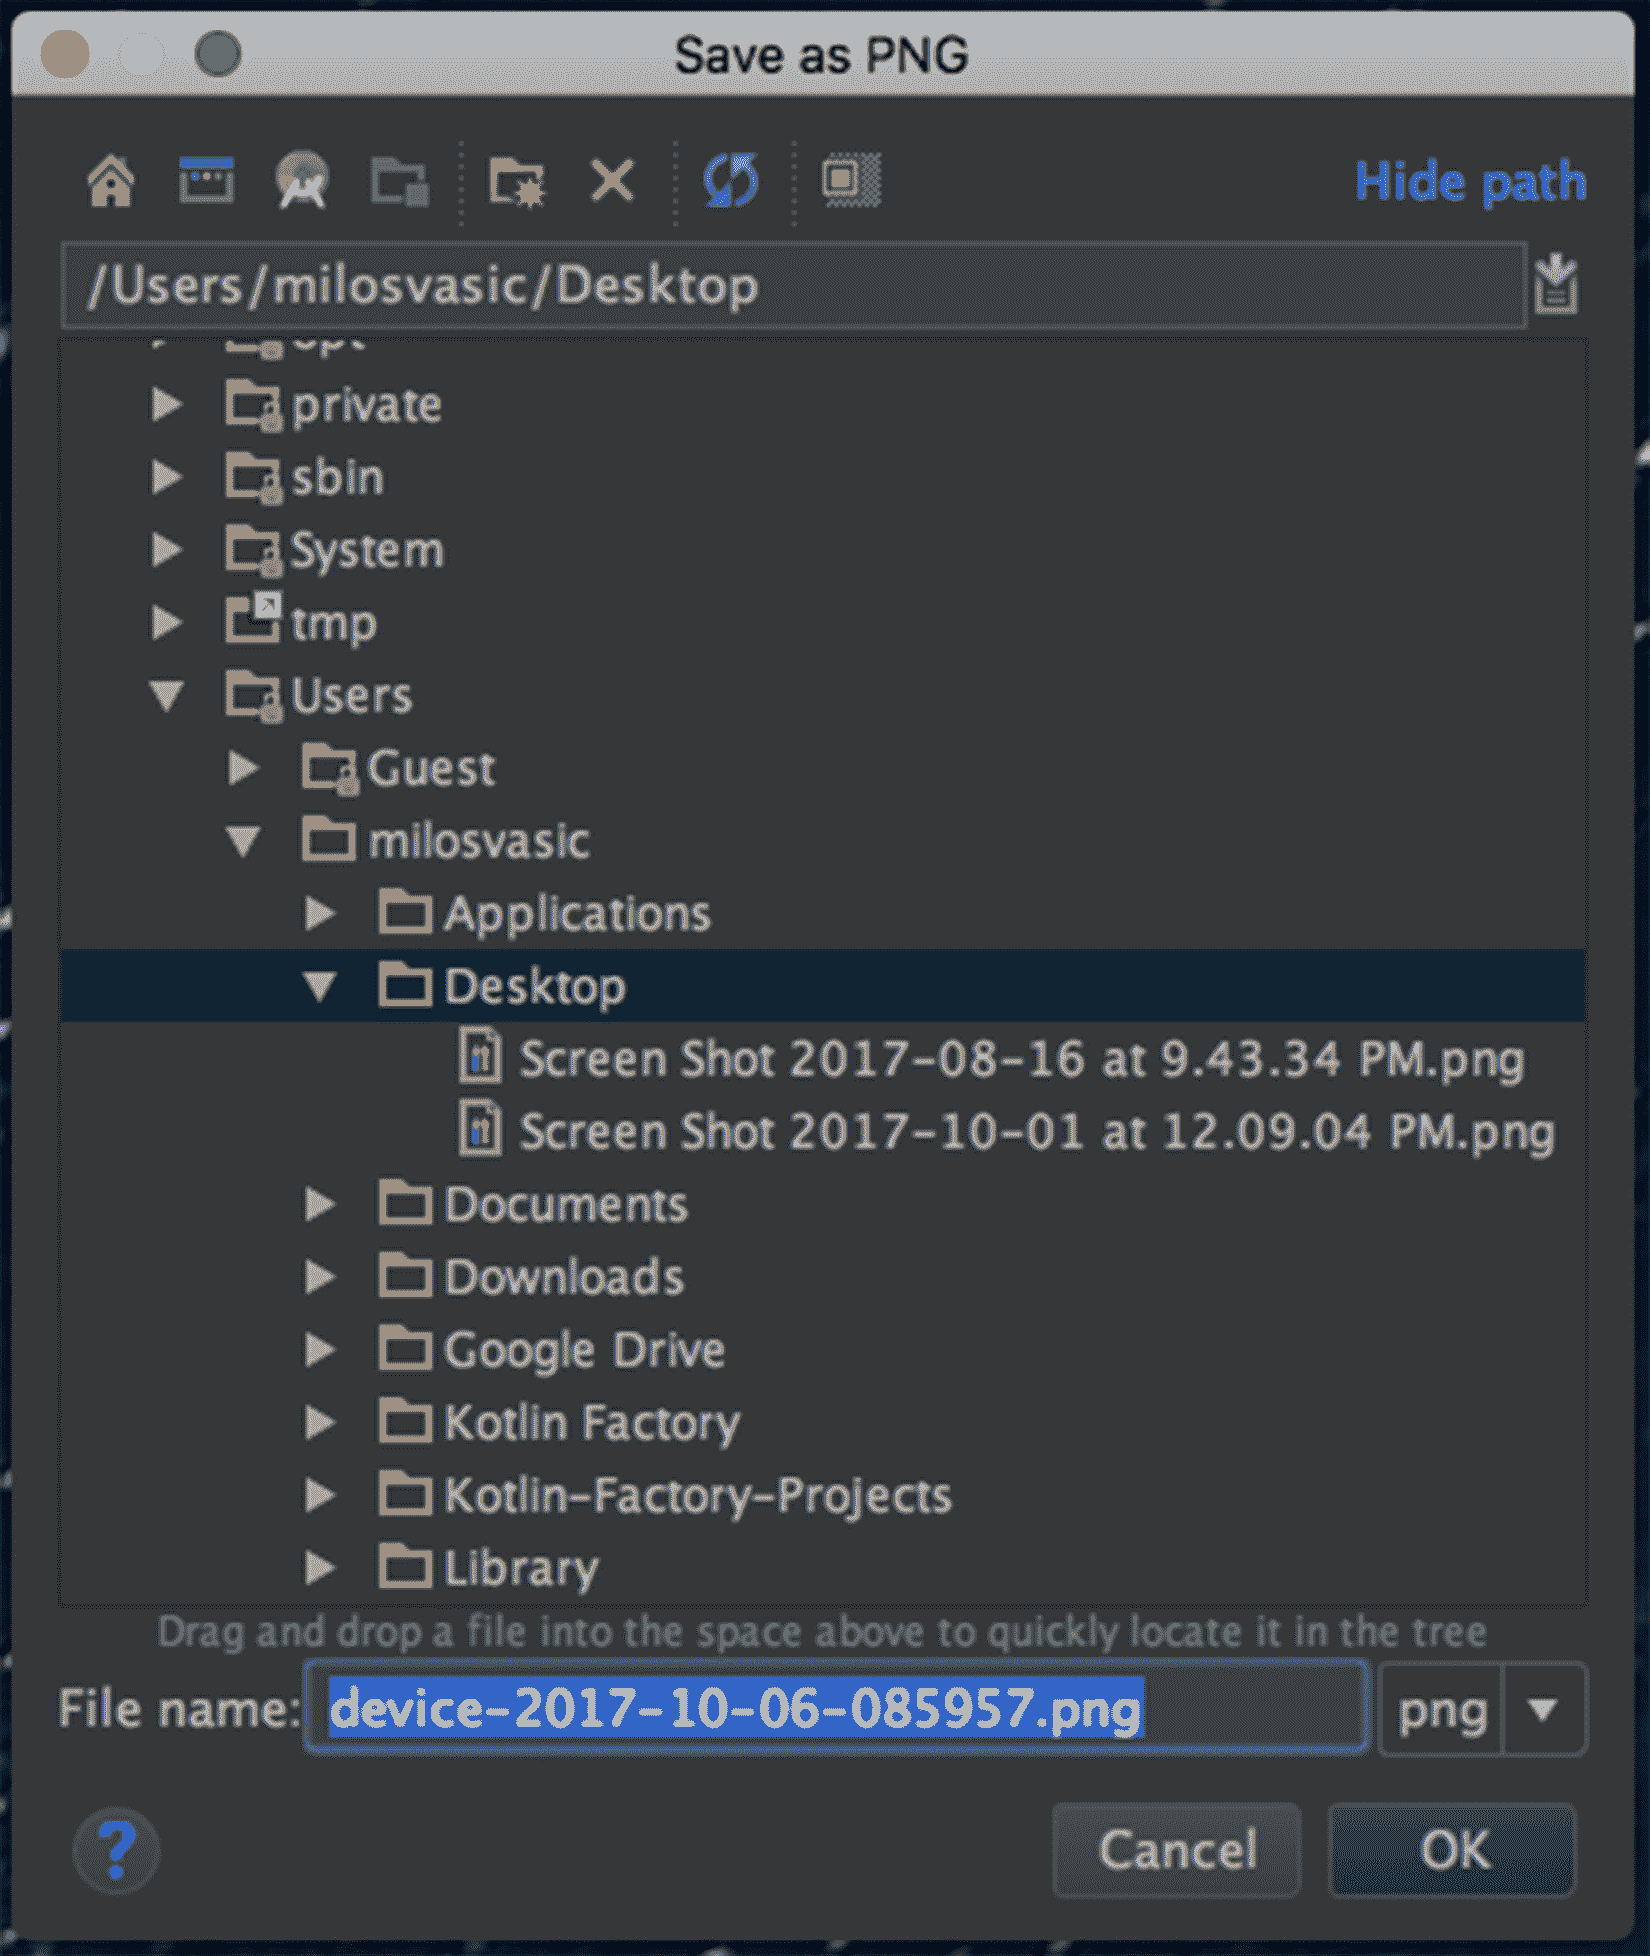 Save as PNG
Hide path
/Users/milosvasic/Desktop
opt
private
sbin
System
tmp
Users
Guest
milosvasic
Applications
Desktop
Screen Shot 2017-08-16 at 9.43.34 PM.png
Screen Shot 2017-10-01 at 12.09.04 PM.png
Documents
Downloads
Google Drive
Kotlin Factory
Kotlin-Factory-Projects
Library
Drag and drop a file into the space above to quickly locate it in the tree
File name: device-2017-10-06-085957.png png
? Cancel OK